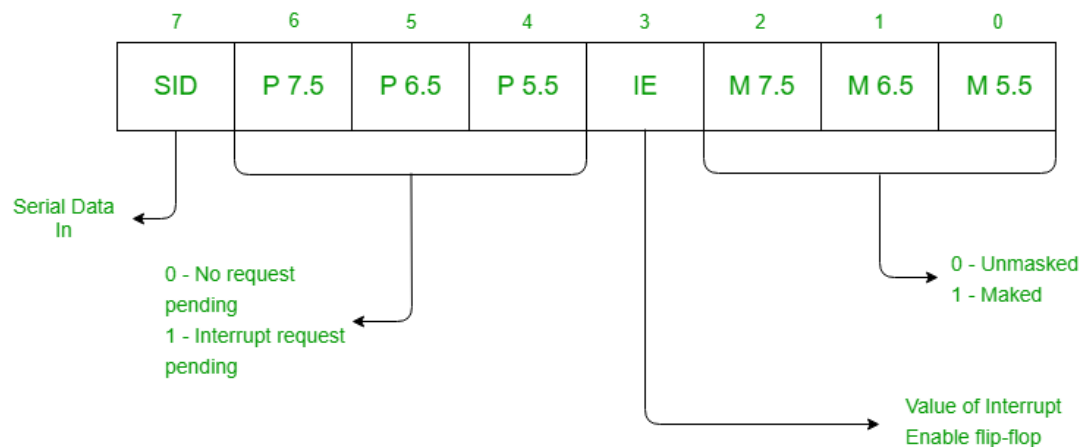 7 6 5 4 3 2 1 0
SID P 7.5 P 6.5 P 5.5 IE M 7.5 M 6.5 M 5.5
Serial Data
In
0 - No request
pending
1 - Interrupt request
pending
0 - Unmasked
1 - Maked
Value of Interrupt
Enable flip-flop